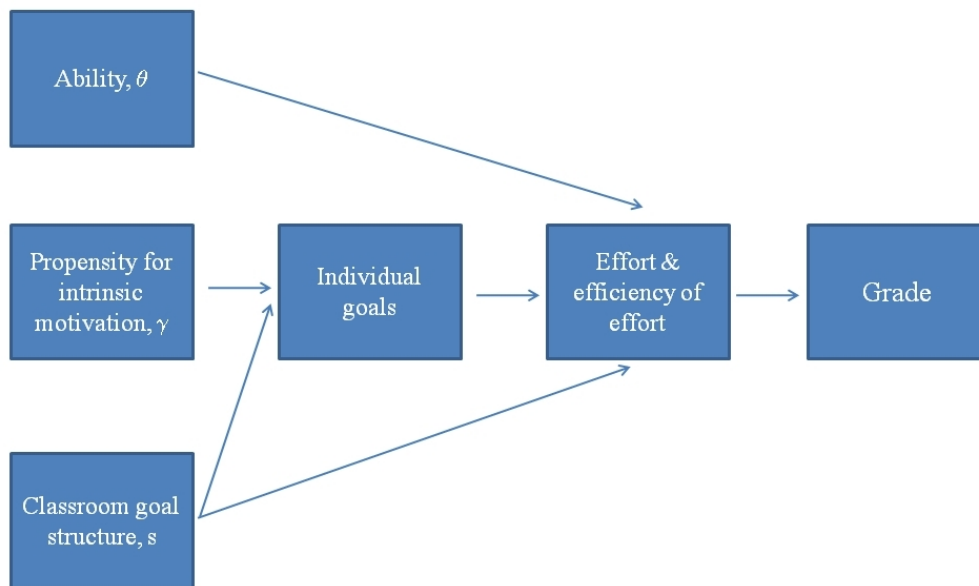 Ability, θ
Propensity for
intrinsic
motivation, γ
Individual
goals
Effort &
efficiency of
effort
Grade
Classroom goal
structure, s